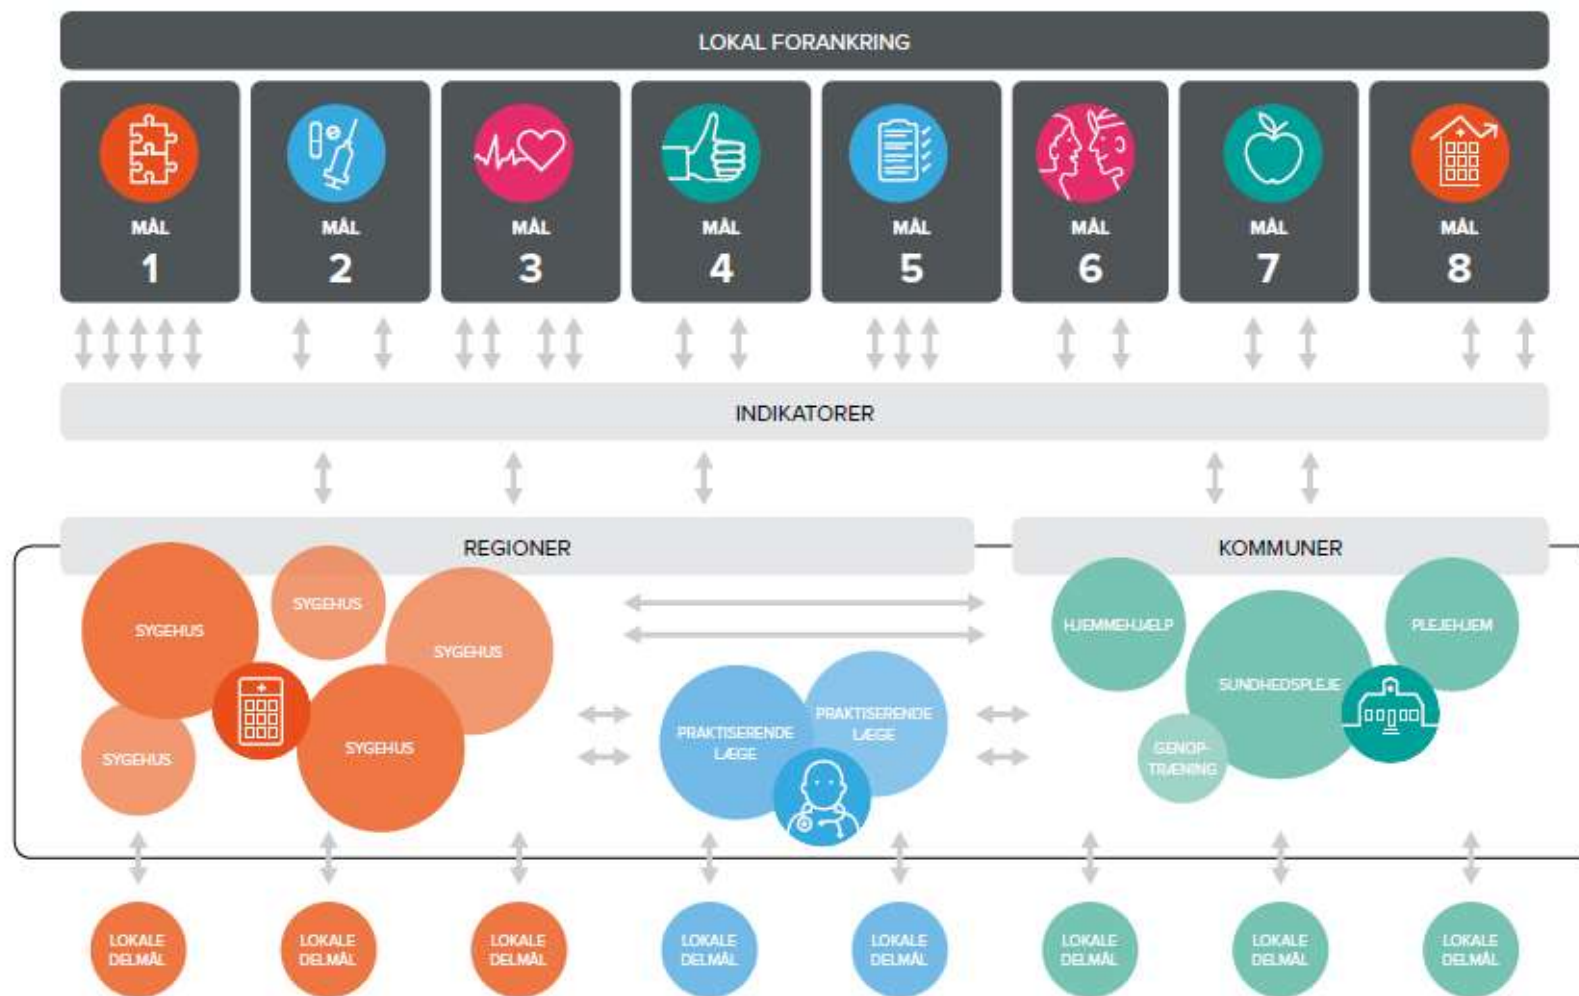 LOKAL FORANKRING
MÅL
1
MÅL
2
MÅL
3
MÅL
4
MÅL
5
MÅL
6
MÅL
7
MÅL
8
INDIKATORER
REGIONER
KOMMUNER
SYGEHUS
SYGEHUS
SYGEHUS
SYGEHUS
SYGEHUS
PRAKTISERENDE
LÆGE
PRAKTISERENDE
LÆGE
HJEMMEHJÆLP
SUNDHEDSPLEJE
PLEJEHJEM
GENOP-
TRÆNING
LOKALE
DELMÅL
LOKALE
DELMÅL
LOKALE
DELMÅL
LOKALE
DELMÅL
LOKALE
DELMÅL
LOKALE
DELMÅL
LOKALE
DELMÅL
LOKALE
DELMÅL